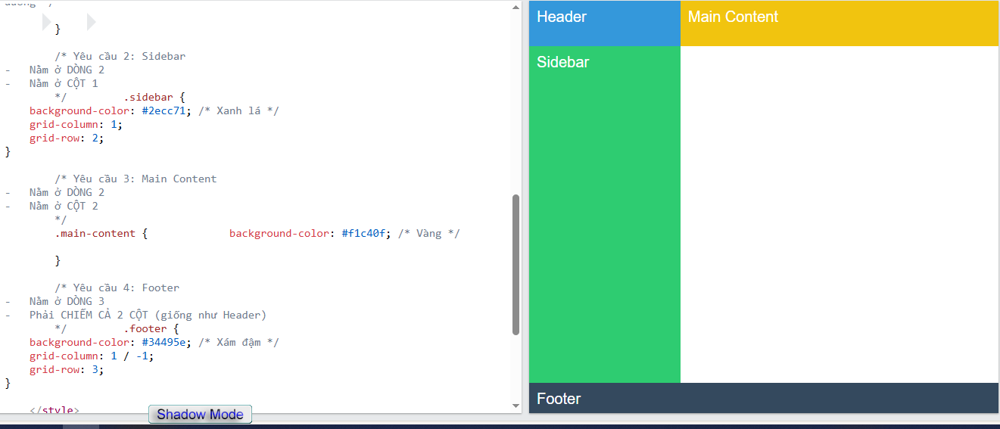 }
/* Yêu cầu 2: Sidebar
- Nằm ở DÒNG 2
- Nằm ở CỘT 1
*/ .sidebar {
background-color: #2ecc71; /* Xanh lá */
grid-column: 1;
grid-row: 2;
}
/* Yêu cầu 3: Main Content
- Nằm ở DÒNG 2
- Nằm ở CỘT 2
*/
.main-content { background-color: #f1c40f; /* Vàng */
}
/* Yêu cầu 4: Footer
- Nằm ở DÒNG 3
- Phải CHIẾM CẢ 2 CỘT (giống như Header)
*/ .footer {
background-color: #34495e; /* Xám đậm */
grid-column: 1 / -1;
grid-row: 3;
}
</style>
Shadow Mode
Header
Main Content
Sidebar
Footer